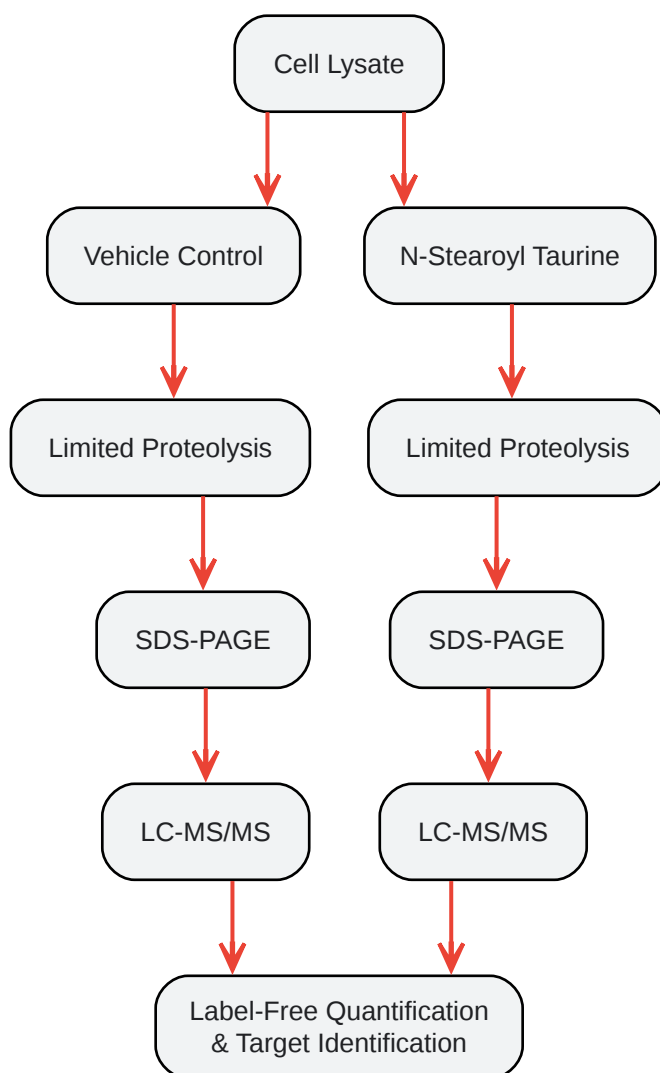 Cell Lysate
Vehicle Control
N-Stearoyl Taurine
Limited Proteolysis
Limited Proteolysis
SDS-PAGE
SDS-PAGE
LC-MS/MS
LC-MS/MS
Label-Free Quantification
& Target Identification